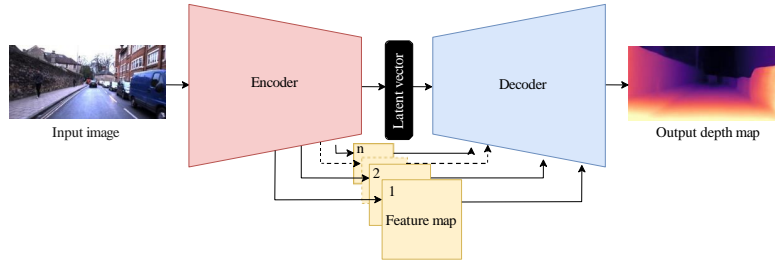 Input image
Encoder
Latent vector
Decoder
Output depth map
n
2
1
Feature map